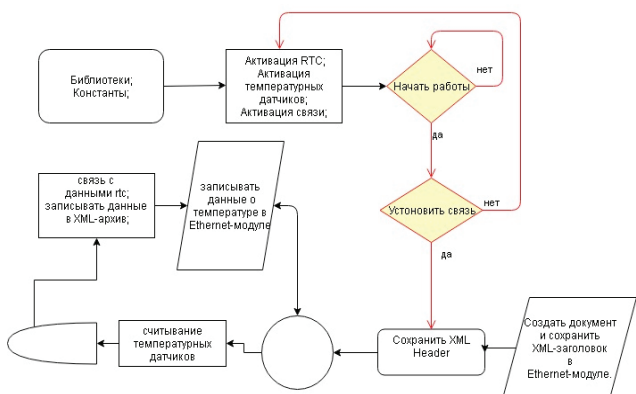 Библиотеки;
Константы;
Активация RTC;
Активация
температурных
датчиков;
Активация связи;
Начать работы
нет
да
Устоновить связь
нет
да
связь с
данными rtc;
записывать данные
в XML-архив;
записывать
данные о
температуре в
Ethernet-модуле
считывание
температурных
датчиков
Сохранить XML
Header
Создать документ
и сохранить
XML-заголовок
в
Ethernet-модуле.